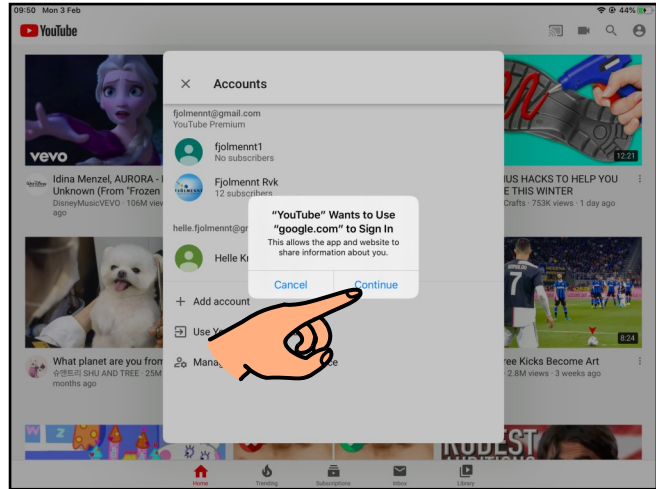 09:50 Mon 3 Feb
44%
YouTube
Accounts
fjolmennt@gmail.com
YouTube Premium
fjolmennt1
No subscribers
Fjolmennt Rvk
12 subscribers
helle.fjolmennt@gm
Helle Kr
Add account
Use Yo
Manag
ce
"YouTube" Wants to Use
"google.com" to Sign In
This allows the app and website to
share information about you.
Cancel
Continue
vevo
Idina Menzel, AURORA - I
Unknown (From "Frozen
DisneyMusicVEVO · 106M view
ago
12:21
US HACKS TO HELP YOU
E THIS WINTER
Crafts · 753K views · 1 day ago
What planet are you from
슈앤트리 SHU AND TREE · 25M
months ago
7
8:24
ree Kicks Become Art
2.8M views · 3 weeks ago
W Z
RUDEST
Home
Trending
Subscriptions
Inbox
Library